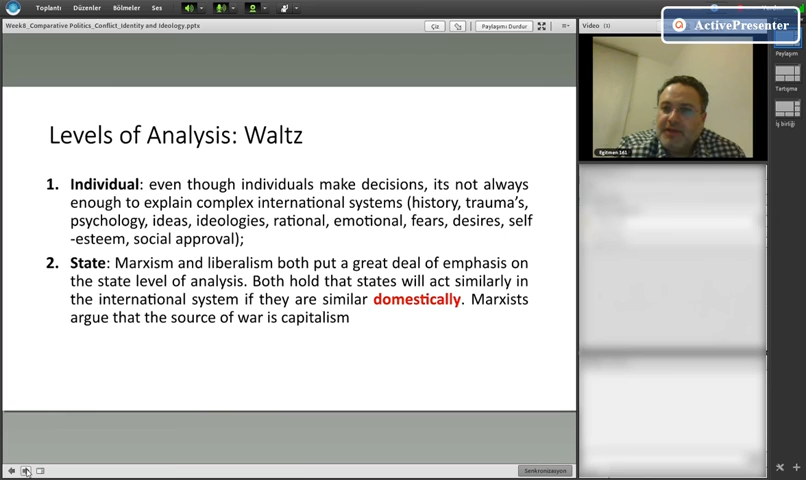 Toplantı Düzenler Bölmeler Ses
ActivePresenter
Week8_Comparative Politics_Conflict_Identity and Ideology.pptx
Çiz
Paylaşımı Durdur
Video (3)
Paylaşım
Tartışma
İş birliği
Eğitmen 161
Levels of Analysis: Waltz
1. Individual: even though individuals make decisions, its not always
enough to explain complex international systems (history, trauma's,
psychology, ideas, ideologies, rational, emotional, fears, desires, self
-esteem, social approval);
2. State: Marxism and liberalism both put a great deal of emphasis on
the state level of analysis. Both hold that states will act similarly in
the international system if they are similar domestically. Marxists
argue that the source of war is capitalism
Senkronizasyon